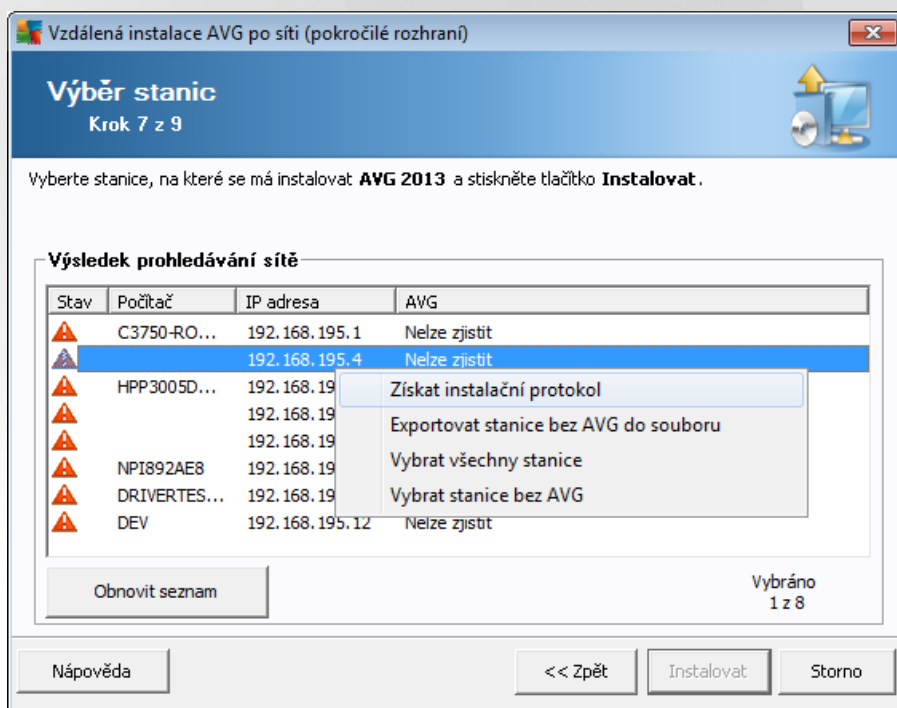 Vzdálená instalace AVG po síti (pokročilé rozhraní)
Výběr stanic
Krok 7 z 9
Vyberte stanice, na které se má instalovat AVG 2013 a stiskněte tlačítko Instalovat.
Výsledek prohledávání sítě
Stav Počítač IP adresa AVG
C3750-RO... 192.168.195.1 Nelze zjistit
192.168.195.4 Nelze zjistit
HPP3005D... 192.168.19
192.168.19
192.168.19
NPI892AE8 192.168.19
DRIVERTES... 192.168.19
DEV 192.168.195.12 Nelze zjistit
Získat instalační protokol
Exportovat stanice bez AVG do souboru
Vybrat všechny stanice
Vybrat stanice bez AVG
Obnovit seznam
Vybráno
1 z 8
Nápověda << Zpět Instalovat Storno